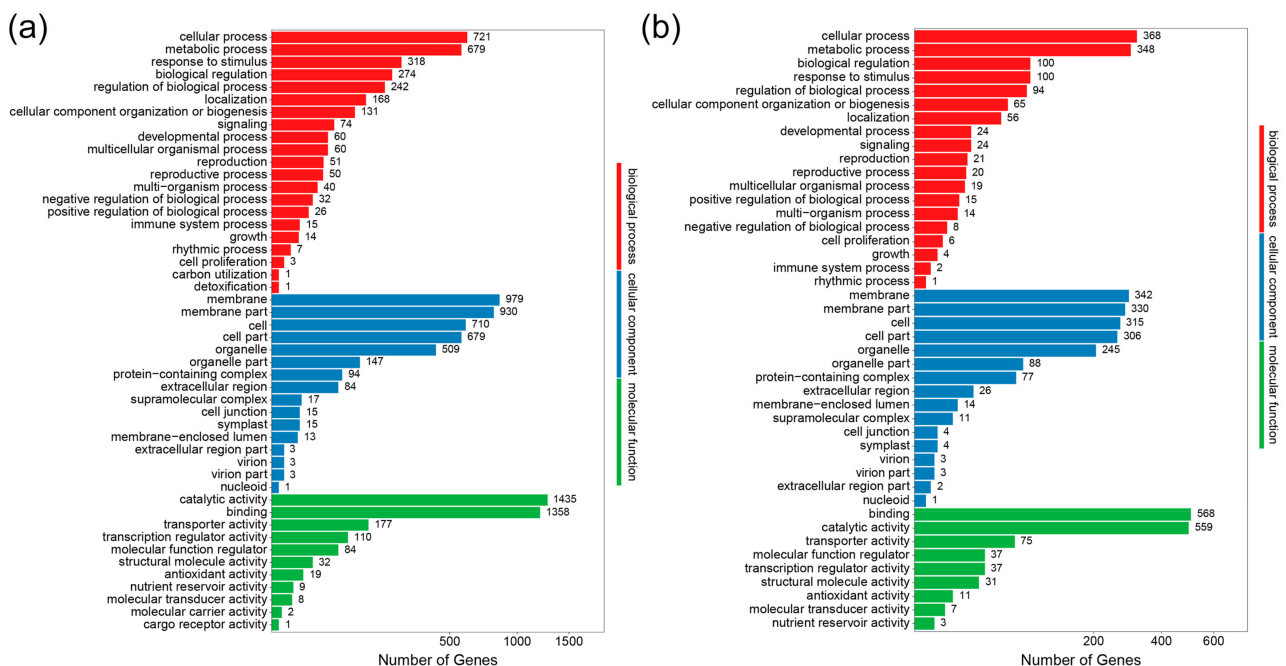 (a)
cellular process 721
metabolic process 679
response to stimulus 318
biological regulation 274
regulation of biological process 242
localization 168
cellular component organization or biogenesis 131
signaling 74
developmental process 60
multicellular organismal process 60
reproduction 51
reproductive process 50
multi−organism process 40
negative regulation of biological process 32
positive regulation of biological process 26
immune system process 15
growth 14
rhythmic process 7
cell proliferation 3
carbon utilization 1
detoxification 1
membrane 979
membrane part 930
cell 710
cell part 679
organelle 509
organelle part 147
protein−containing complex 94
extracellular region 84
supramolecular complex 17
cell junction 15
symplast 15
membrane−enclosed lumen 13
extracellular region part 3
virion 3
virion part 3
nucleoid 1
catalytic activity 1435
binding 1358
transporter activity 177
transcription regulator activity 110
molecular function regulator 84
structural molecule activity 32
antioxidant activity 19
nutrient reservoir activity 9
molecular transducer activity 8
molecular carrier activity 2
cargo receptor activity 1
500 1000 1500
Number of Genes
biological process
cellular component
molecular function
(b)
cellular process 368
metabolic process 348
biological regulation 100
response to stimulus 100
regulation of biological process 94
cellular component organization or biogenesis 65
localization 56
developmental process 24
signaling 24
reproduction 21
reproductive process 20
multicellular organismal process 19
positive regulation of biological process 15
multi−organism process 14
negative regulation of biological process 8
cell proliferation 6
growth 4
immune system process 2
rhythmic process 1
membrane 342
membrane part 330
cell 315
cell part 306
organelle 245
organelle part 88
protein−containing complex 77
extracellular region 26
membrane−enclosed lumen 14
supramolecular complex 11
cell junction 4
symplast 4
virion 3
virion part 3
extracellular region part 2
nucleoid 1
binding 568
catalytic activity 559
transporter activity 75
molecular function regulator 37
transcription regulator activity 37
structural molecule activity 31
antioxidant activity 11
molecular transducer activity 7
nutrient reservoir activity 3
200 400 600
Number of Genes
biological process
cellular component
molecular function